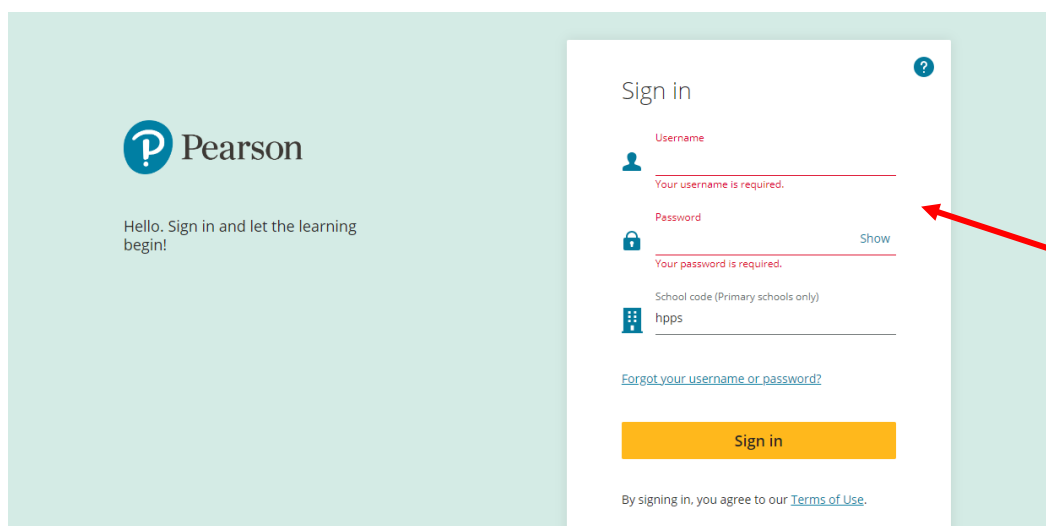 Pearson
Hello. Sign in and let the learning
begin!
?
Sign in
Username
Your username is required.
Password
Show
Your password is required.
School code (Primary schools only)
hpps
Forgot your username or password?
Sign in
By signing in, you agree to our Terms of Use.